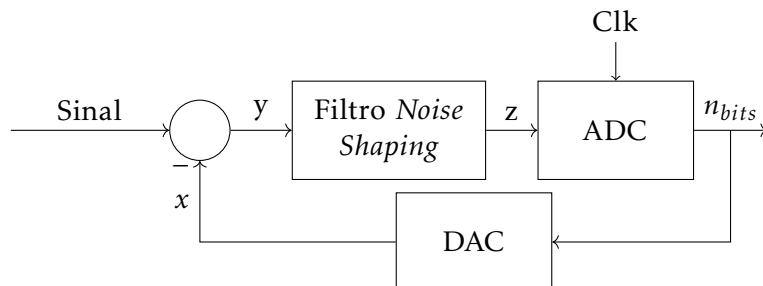 Clk
Sinal
y
Filtro Noise
Shaping
z
ADC
n_bits
−
x
DAC